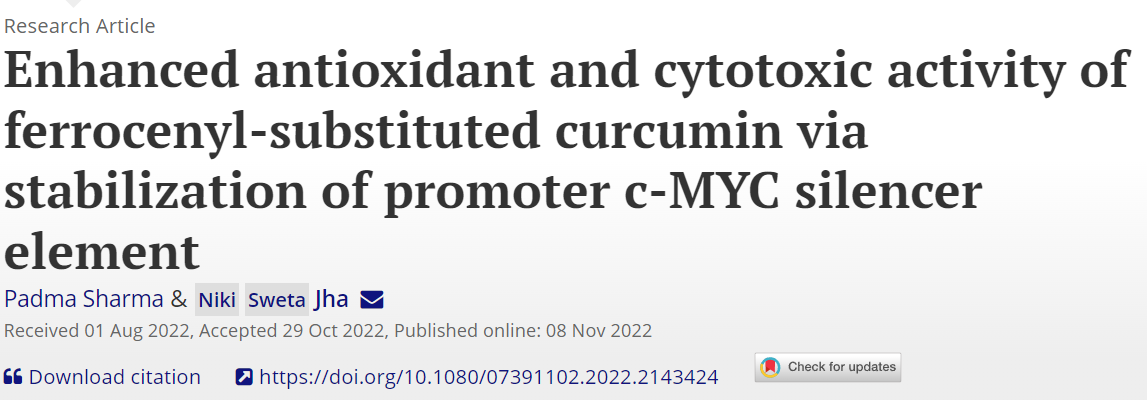 Research Article
Enhanced antioxidant and cytotoxic activity of
ferrocenyl-substituted curcumin via
stabilization of promoter c-MYC silencer
element
Padma Sharma & Niki Sweta Jha
Received 01 Aug 2022, Accepted 29 Oct 2022, Published online: 08 Nov 2022
Download citation https://doi.org/10.1080/07391102.2022.2143424 Check for updates